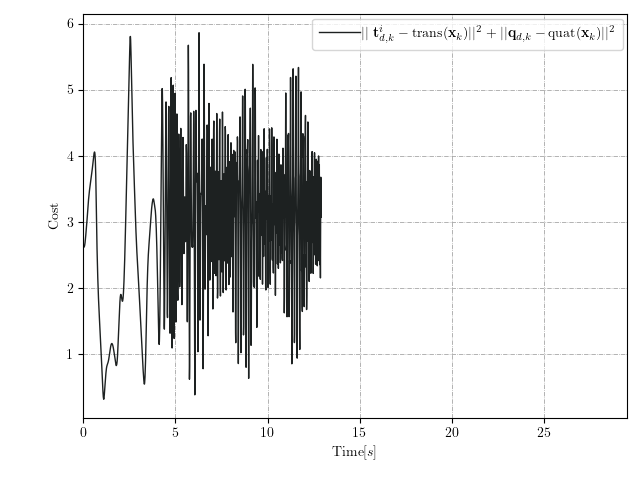 || t^i_{d,k} − trans(x_k)||^2 + ||q_{d,k} − quat(x_k)||^2
6
5
4
3
2
1
Cost
0 5 10 15 20 25
Time[s]